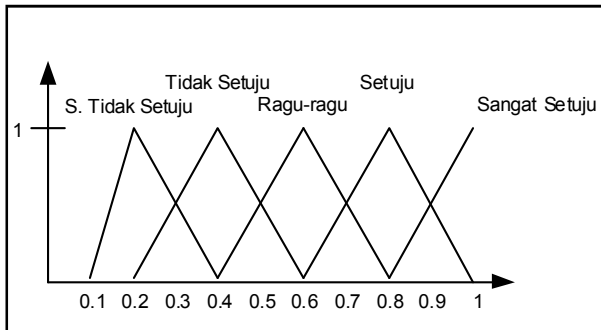 Tidak Setuju
Setuju
S. Tidak Setuju
Ragu-ragu
Sangat Setuju
1
0.1 0.2 0.3 0.4 0.5 0.6 0.7 0.8 0.9 1